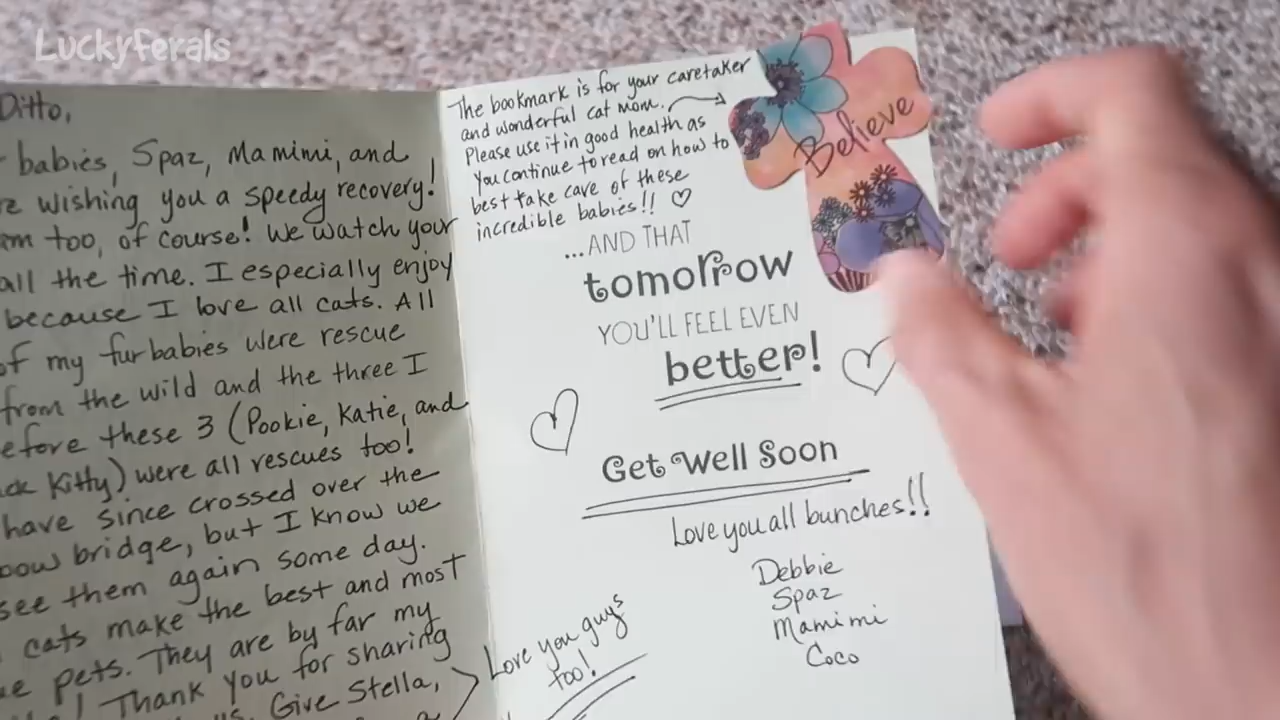 LuckyFerals
Ditto,
babies, Spaz, Mamimi, and
wishing you a speedy recovery!
too, of course! We watch your
all the time. I especially enjoy
because I love all cats. All
of my furbabies were rescue
from the wild and the three I
these 3 (Pookie, Katie, and
Kitty) were all rescues too!
have since crossed over the
bridge, but I know we
see them again some day.
cats make the best and most
pets. They are by far my
Thank you for sharing
Give Stella,
The bookmark is for your caretaker
and wonderful cat mom.
Please use it in good health as
you continue to read on how to
best take care of these
incredible babies!! ♡
Believe
...AND THAT
tomorrow
YOU'LL FEEL EVEN
better!
Get Well Soon
Love you all bunches!!
Debbie
Spaz
Mamimi
Coco
Love you guys
too!